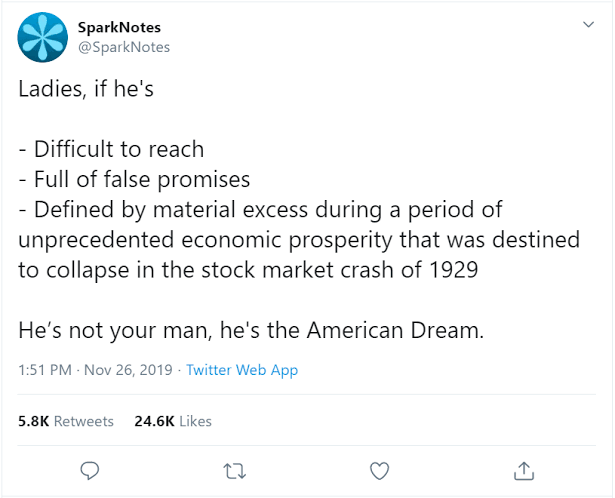 SparkNotes
@SparkNotes
Ladies, if he's
- Difficult to reach
- Full of false promises
- Defined by material excess during a period of
unprecedented economic prosperity that was destined
to collapse in the stock market crash of 1929
He’s not your man, he's the American Dream.
1:51 PM · Nov 26, 2019 · Twitter Web App
5.8K Retweets 24.6K Likes